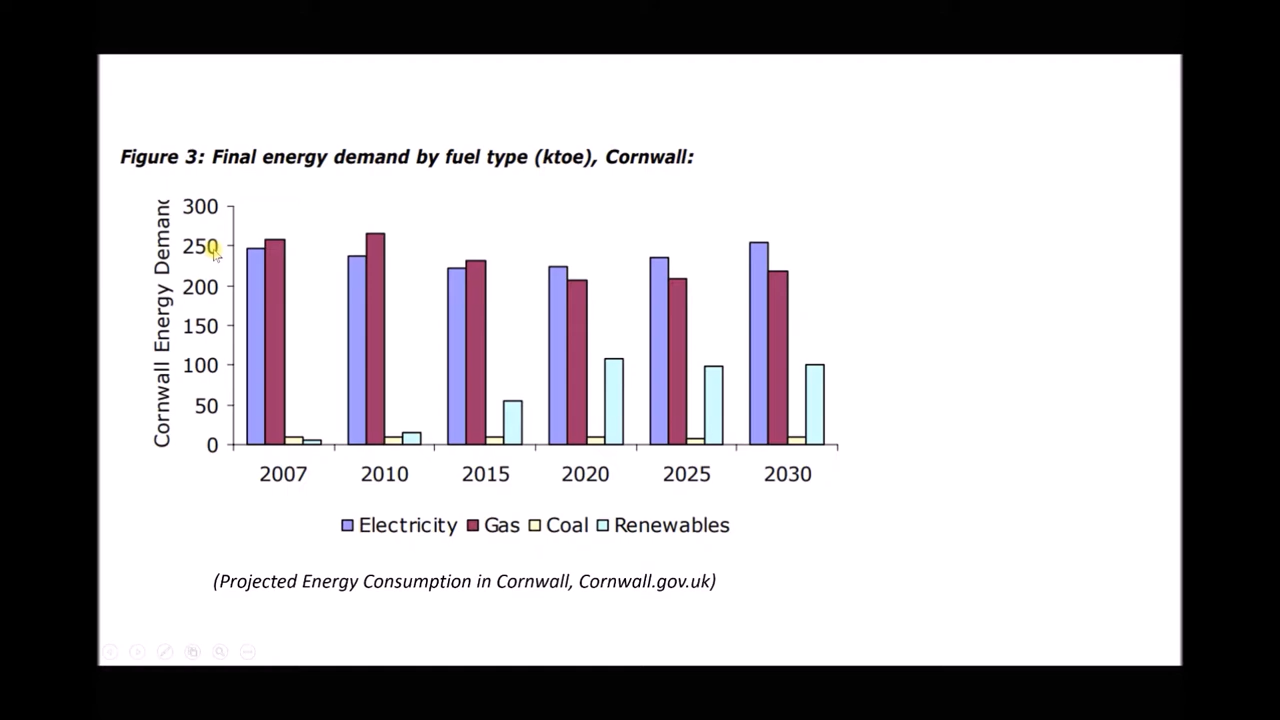 Figure 3: Final energy demand by fuel type (ktoe), Cornwall:
Cornwall Energy Demand
300
250
200
150
100
50
0
2007 2010 2015 2020 2025 2030
Electricity Gas Coal Renewables
(Projected Energy Consumption in Cornwall, Cornwall.gov.uk)